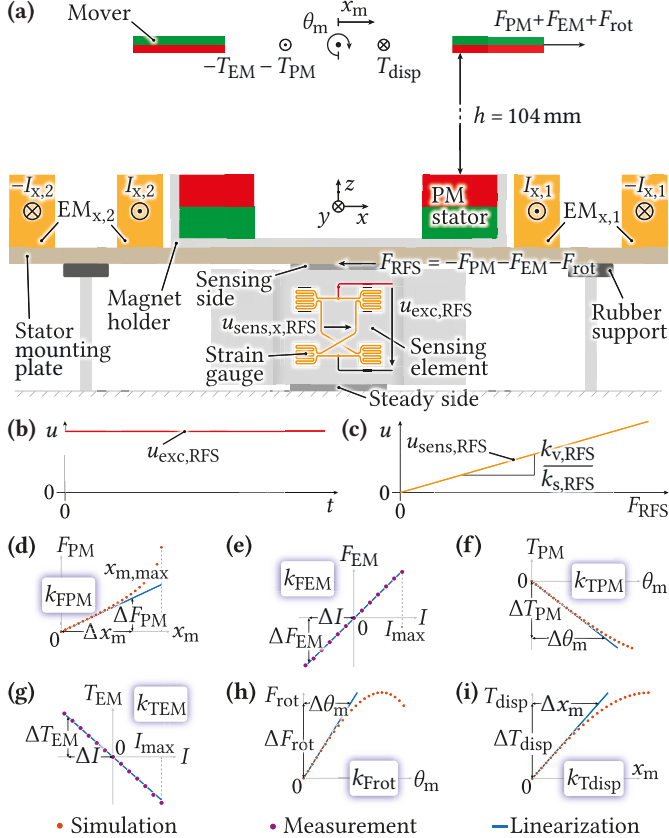 (a)
Mover
θm
xm
FPM+FEM+Frot
−TEM − TPM
Tdisp
h = 104 mm
−Ix,2
Ix,2
EMx,2
z
y
x
PM
stator
Ix,1
−Ix,1
EMx,1
FRFS = −FPM−FEM−Frot
Stator
mounting
plate
Magnet
holder
Sensing
side
usens,x,RFS
uexc,RFS
Strain
gauge
Sensing
element
Steady side
Rubber
support
(b)
u
uexc,RFS
0
0
t
(c)
u
usens,RFS
kv,RFS
ks,RFS
0
0
FRFS
(d)
FPM
xm,max
kFPM
ΔFPM
Δxm
0
xm
(e)
FEM
kFEM
ΔI
ΔFEM
0
Imax
I
(f)
TPM
0
kTPM
θm
ΔTPM
Δθm
(g)
TEM
kTEM
ΔTEM
ΔI
0
Imax
I
(h)
Frot
Δθm
ΔFrot
kFrot
0
θm
(i)
Tdisp
Δxm
ΔTdisp
kTdisp
0
xm
Simulation
Measurement
Linearization